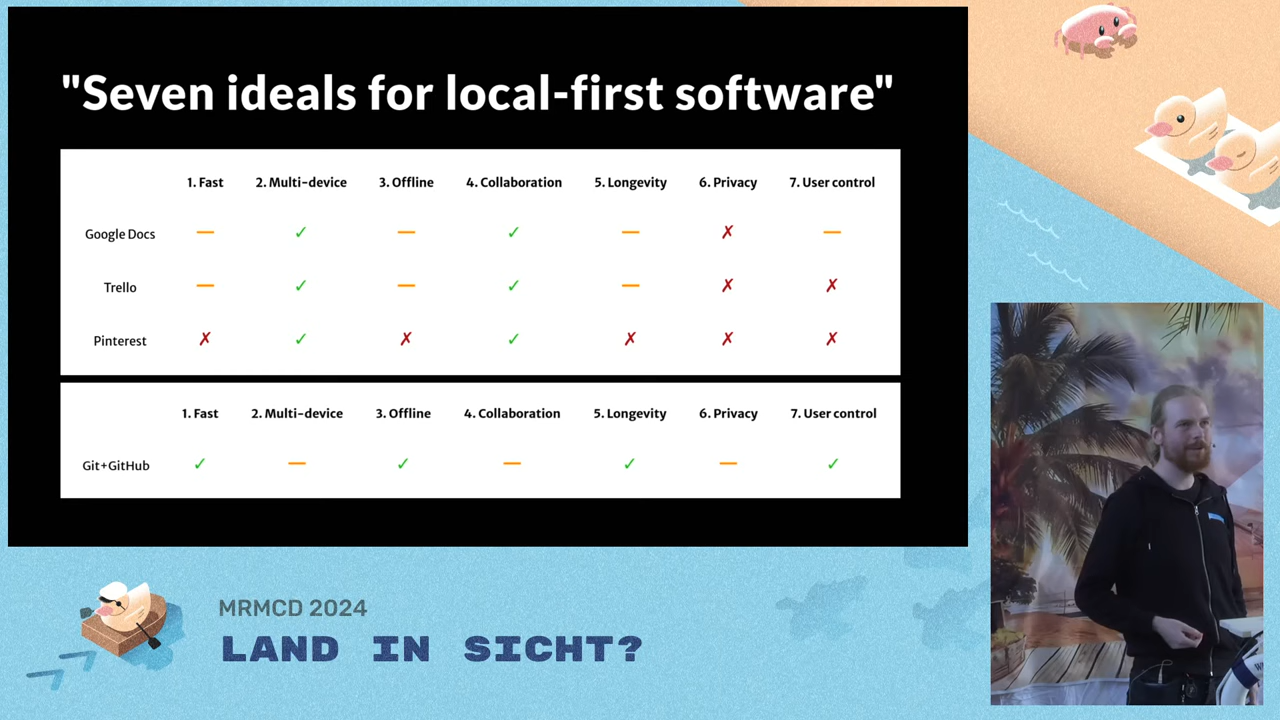 "Seven ideals for local-first software"
1. Fast 2. Multi-device 3. Offline 4. Collaboration 5. Longevity 6. Privacy 7. User control
Google Docs — ✓ — ✓ — ✗ —
Trello — ✓ — ✓ — ✗ ✗
Pinterest ✗ ✓ ✗ ✓ ✗ ✗ ✗
1. Fast 2. Multi-device 3. Offline 4. Collaboration 5. Longevity 6. Privacy 7. User control
Git+GitHub ✓ — ✓ — ✓ — ✓
MRMCD 2024
LAND IN SICHT?